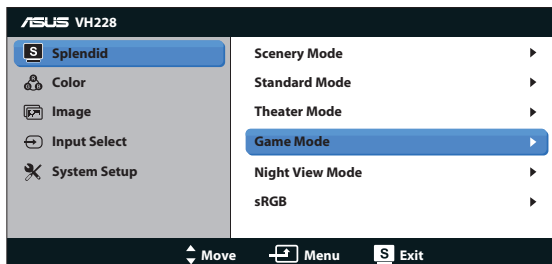 ASUS VH228
S Splendid
Color
Image
Input Select
System Setup
Scenery Mode
Standard Mode
Theater Mode
Game Mode
Night View Mode
sRGB
Move Menu S Exit